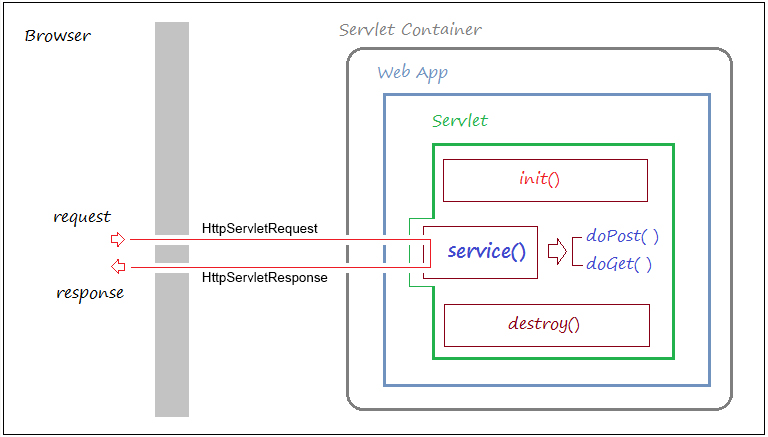 Browser
Servlet Container
Web App
Servlet
init()
request
HttpServletRequest
service()
doPost( )
doGet( )
HttpServletResponse
response
destroy()